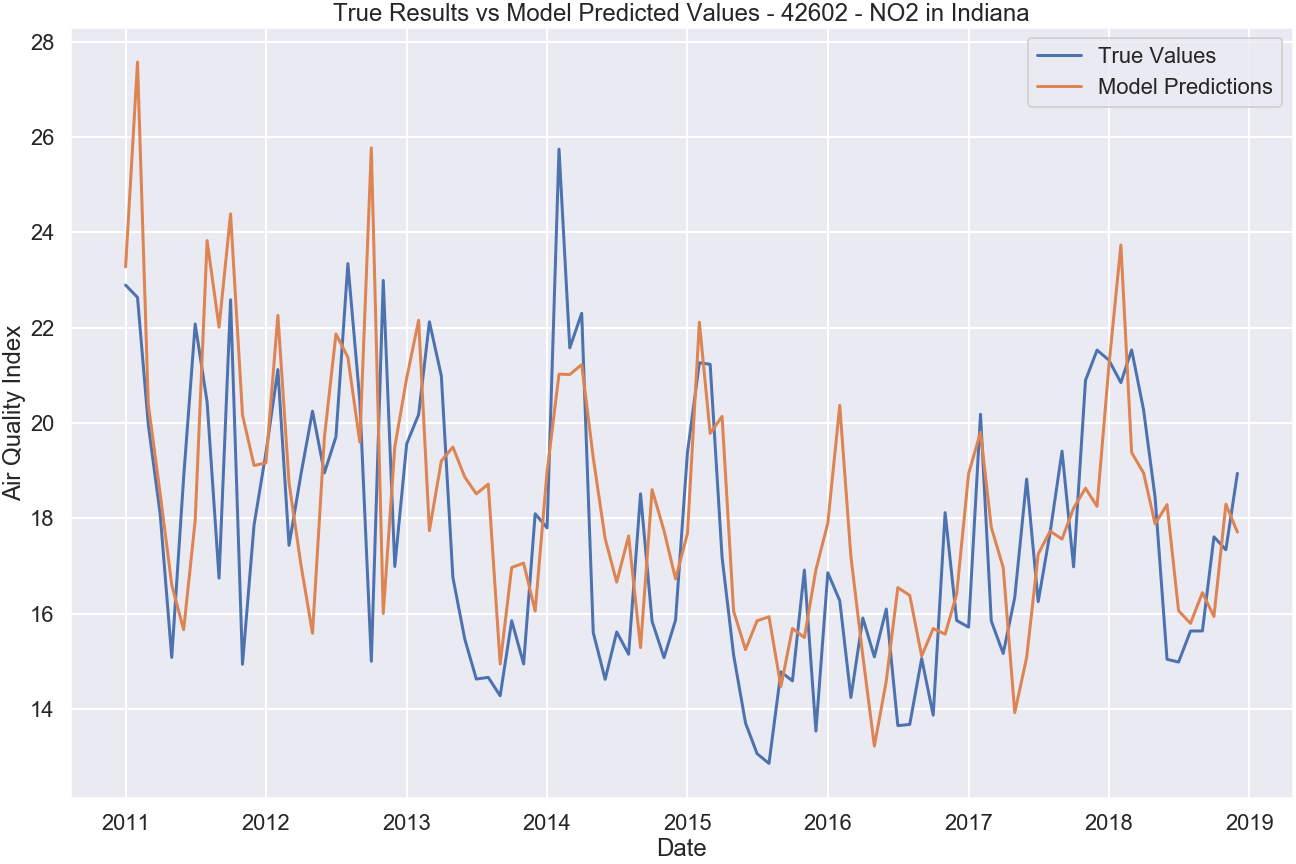 True Results vs Model Predicted Values - 42602 - NO2 in Indiana
True Values
Model Predictions
Air Quality Index
28
26
24
22
20
18
16
14
2011 2012 2013 2014 2015 2016 2017 2018 2019
Date